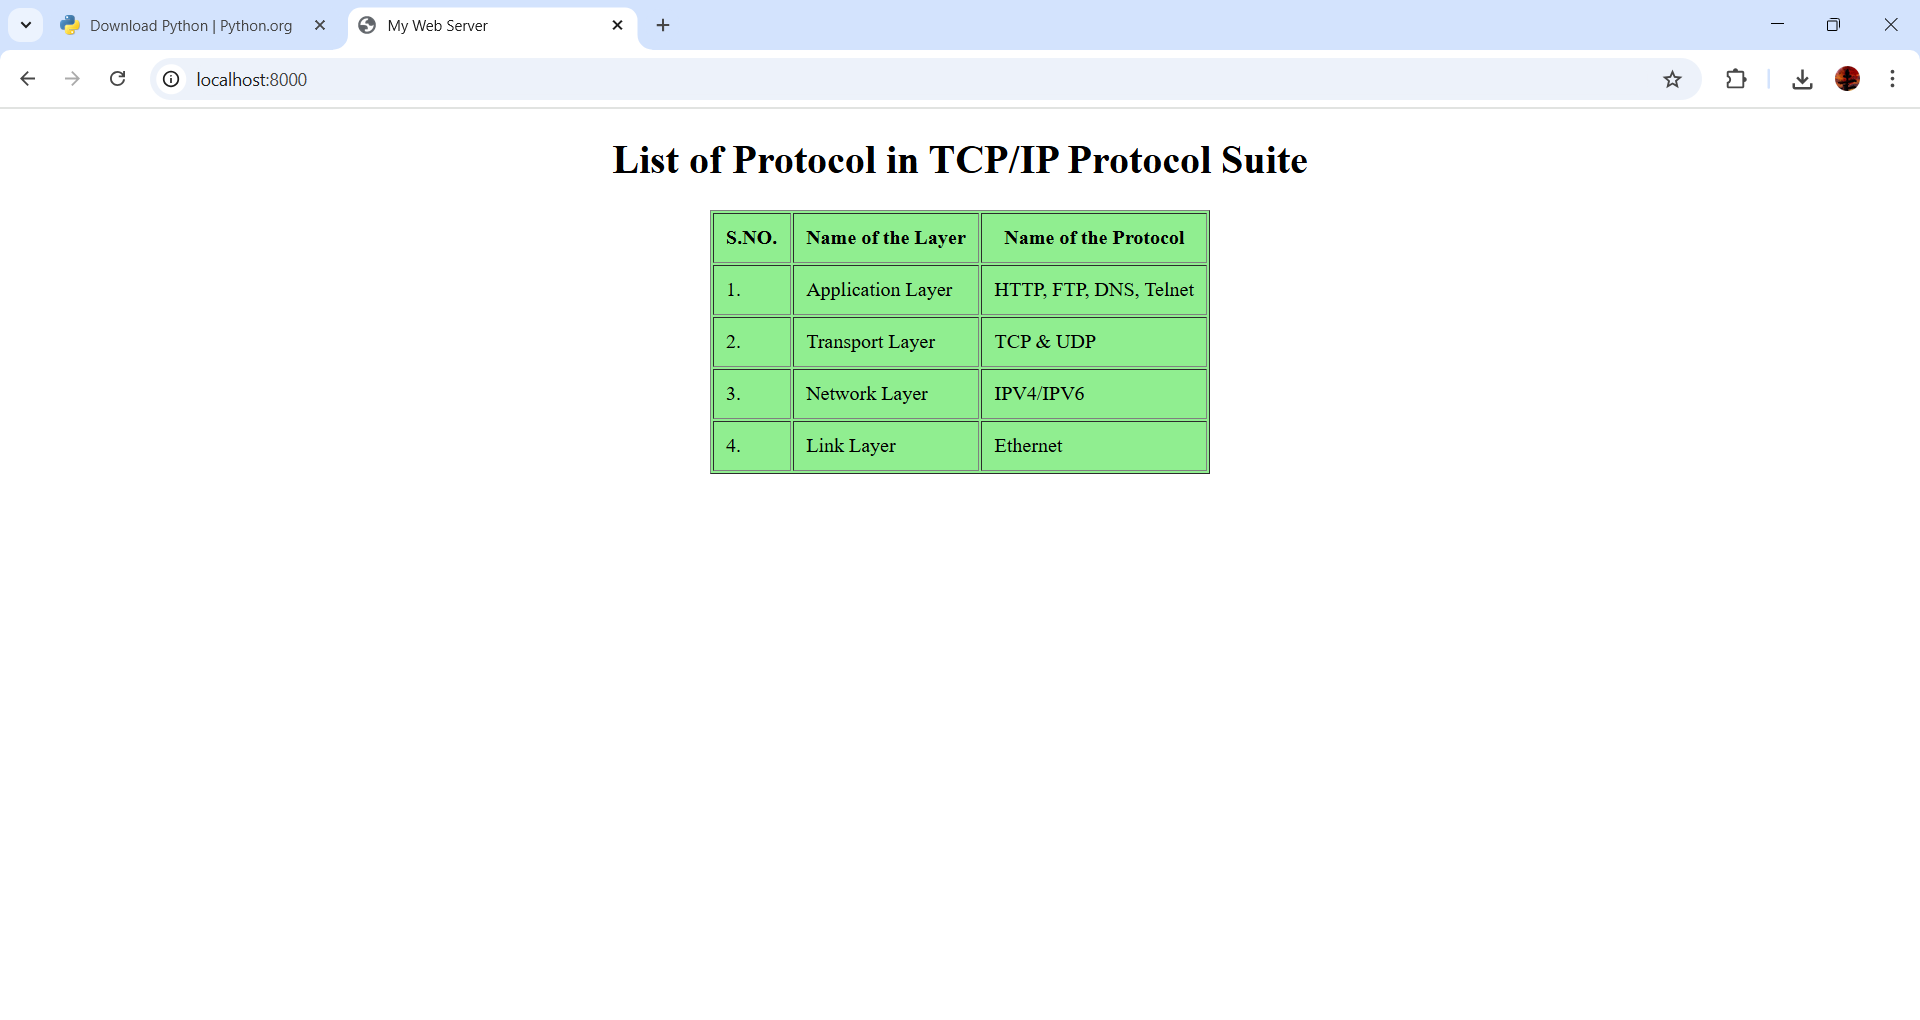 Download Python | Python.org
My Web Server
localhost:8000
List of Protocol in TCP/IP Protocol Suite
S.NO. Name of the Layer Name of the Protocol
1. Application Layer HTTP, FTP, DNS, Telnet
2. Transport Layer TCP & UDP
3. Network Layer IPV4/IPV6
4. Link Layer Ethernet